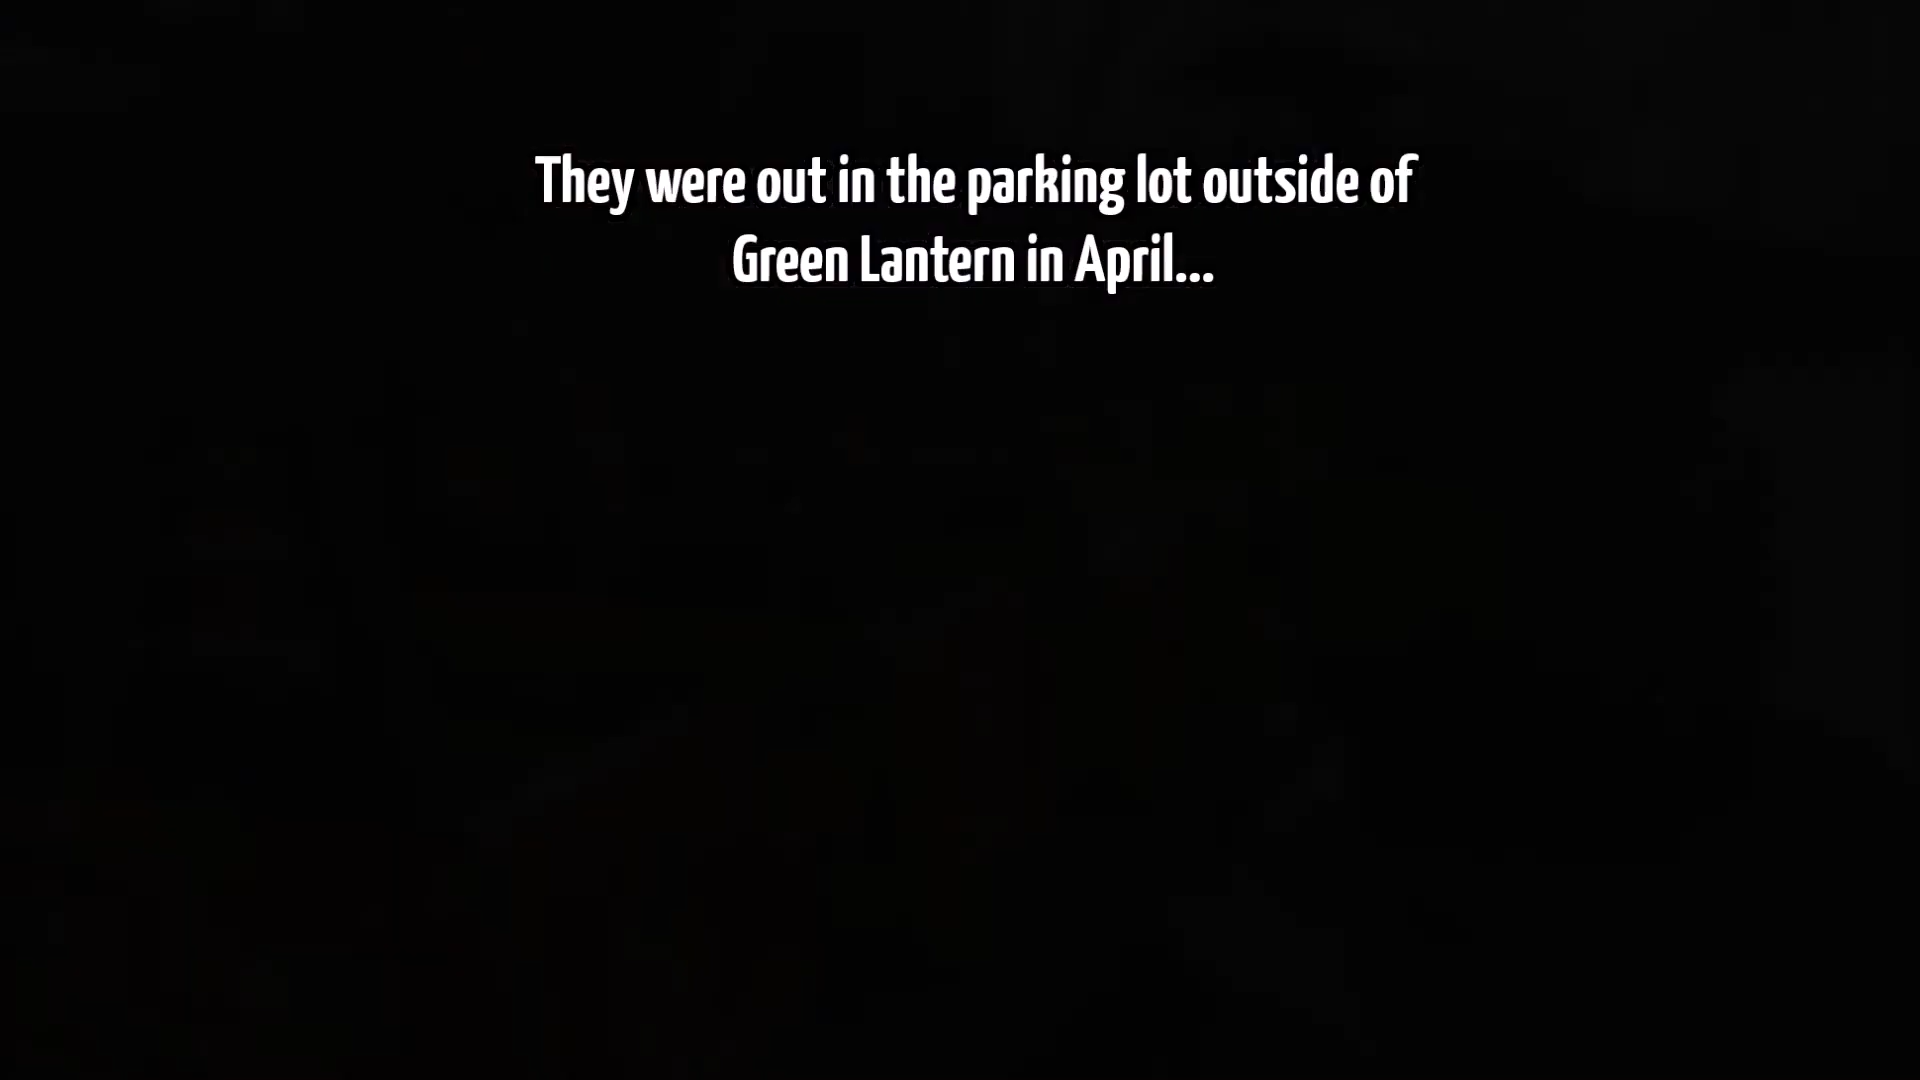 They were out in the parking lot outside of
Green Lantern in April...